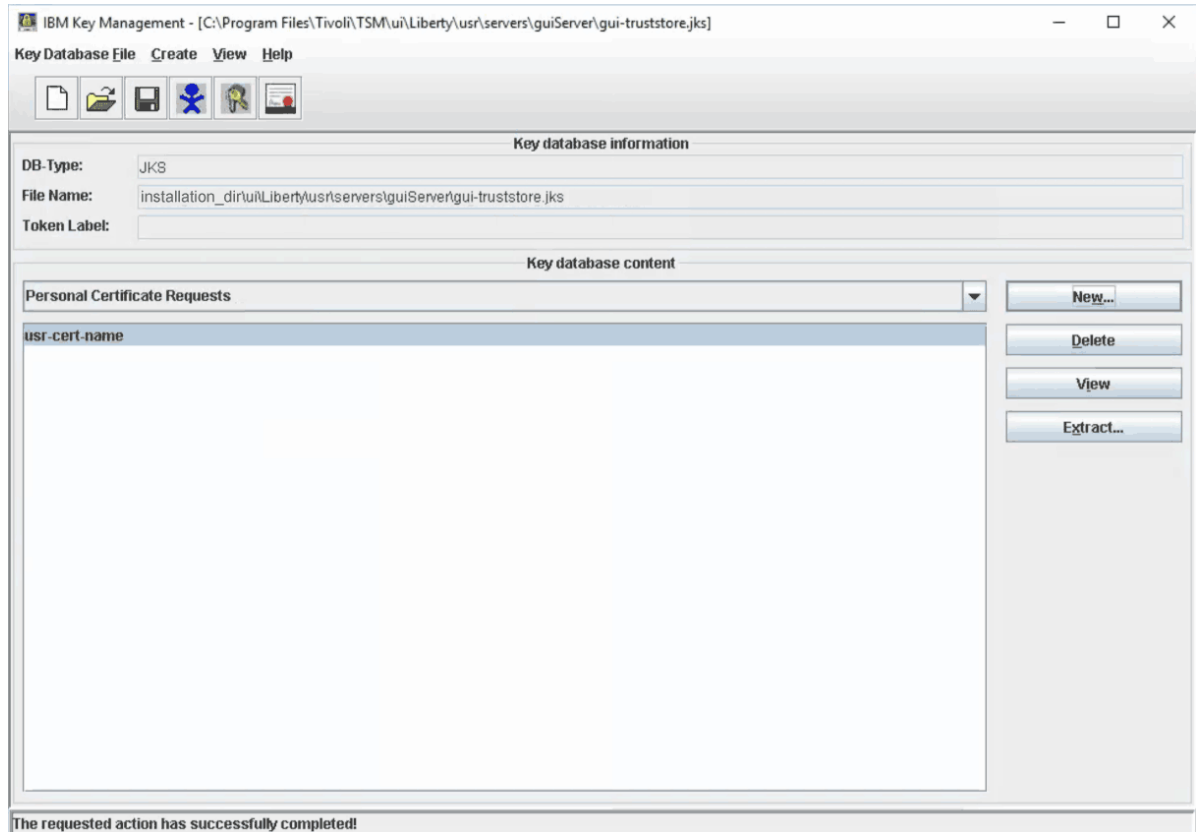 IBM Key Management - [C:\Program Files\Tivoli\TSM\ui\Liberty\usr\servers\guiServer\gui-truststore.jks]
Key Database File Create View Help
Key database information
DB-Type: JKS
File Name: installation_dir\ui\Liberty\usr\servers\guiServer\gui-truststore.jks
Token Label:
Key database content
Personal Certificate Requests
New...
usr-cert-name
Delete
View
Extract...
The requested action has successfully completed!